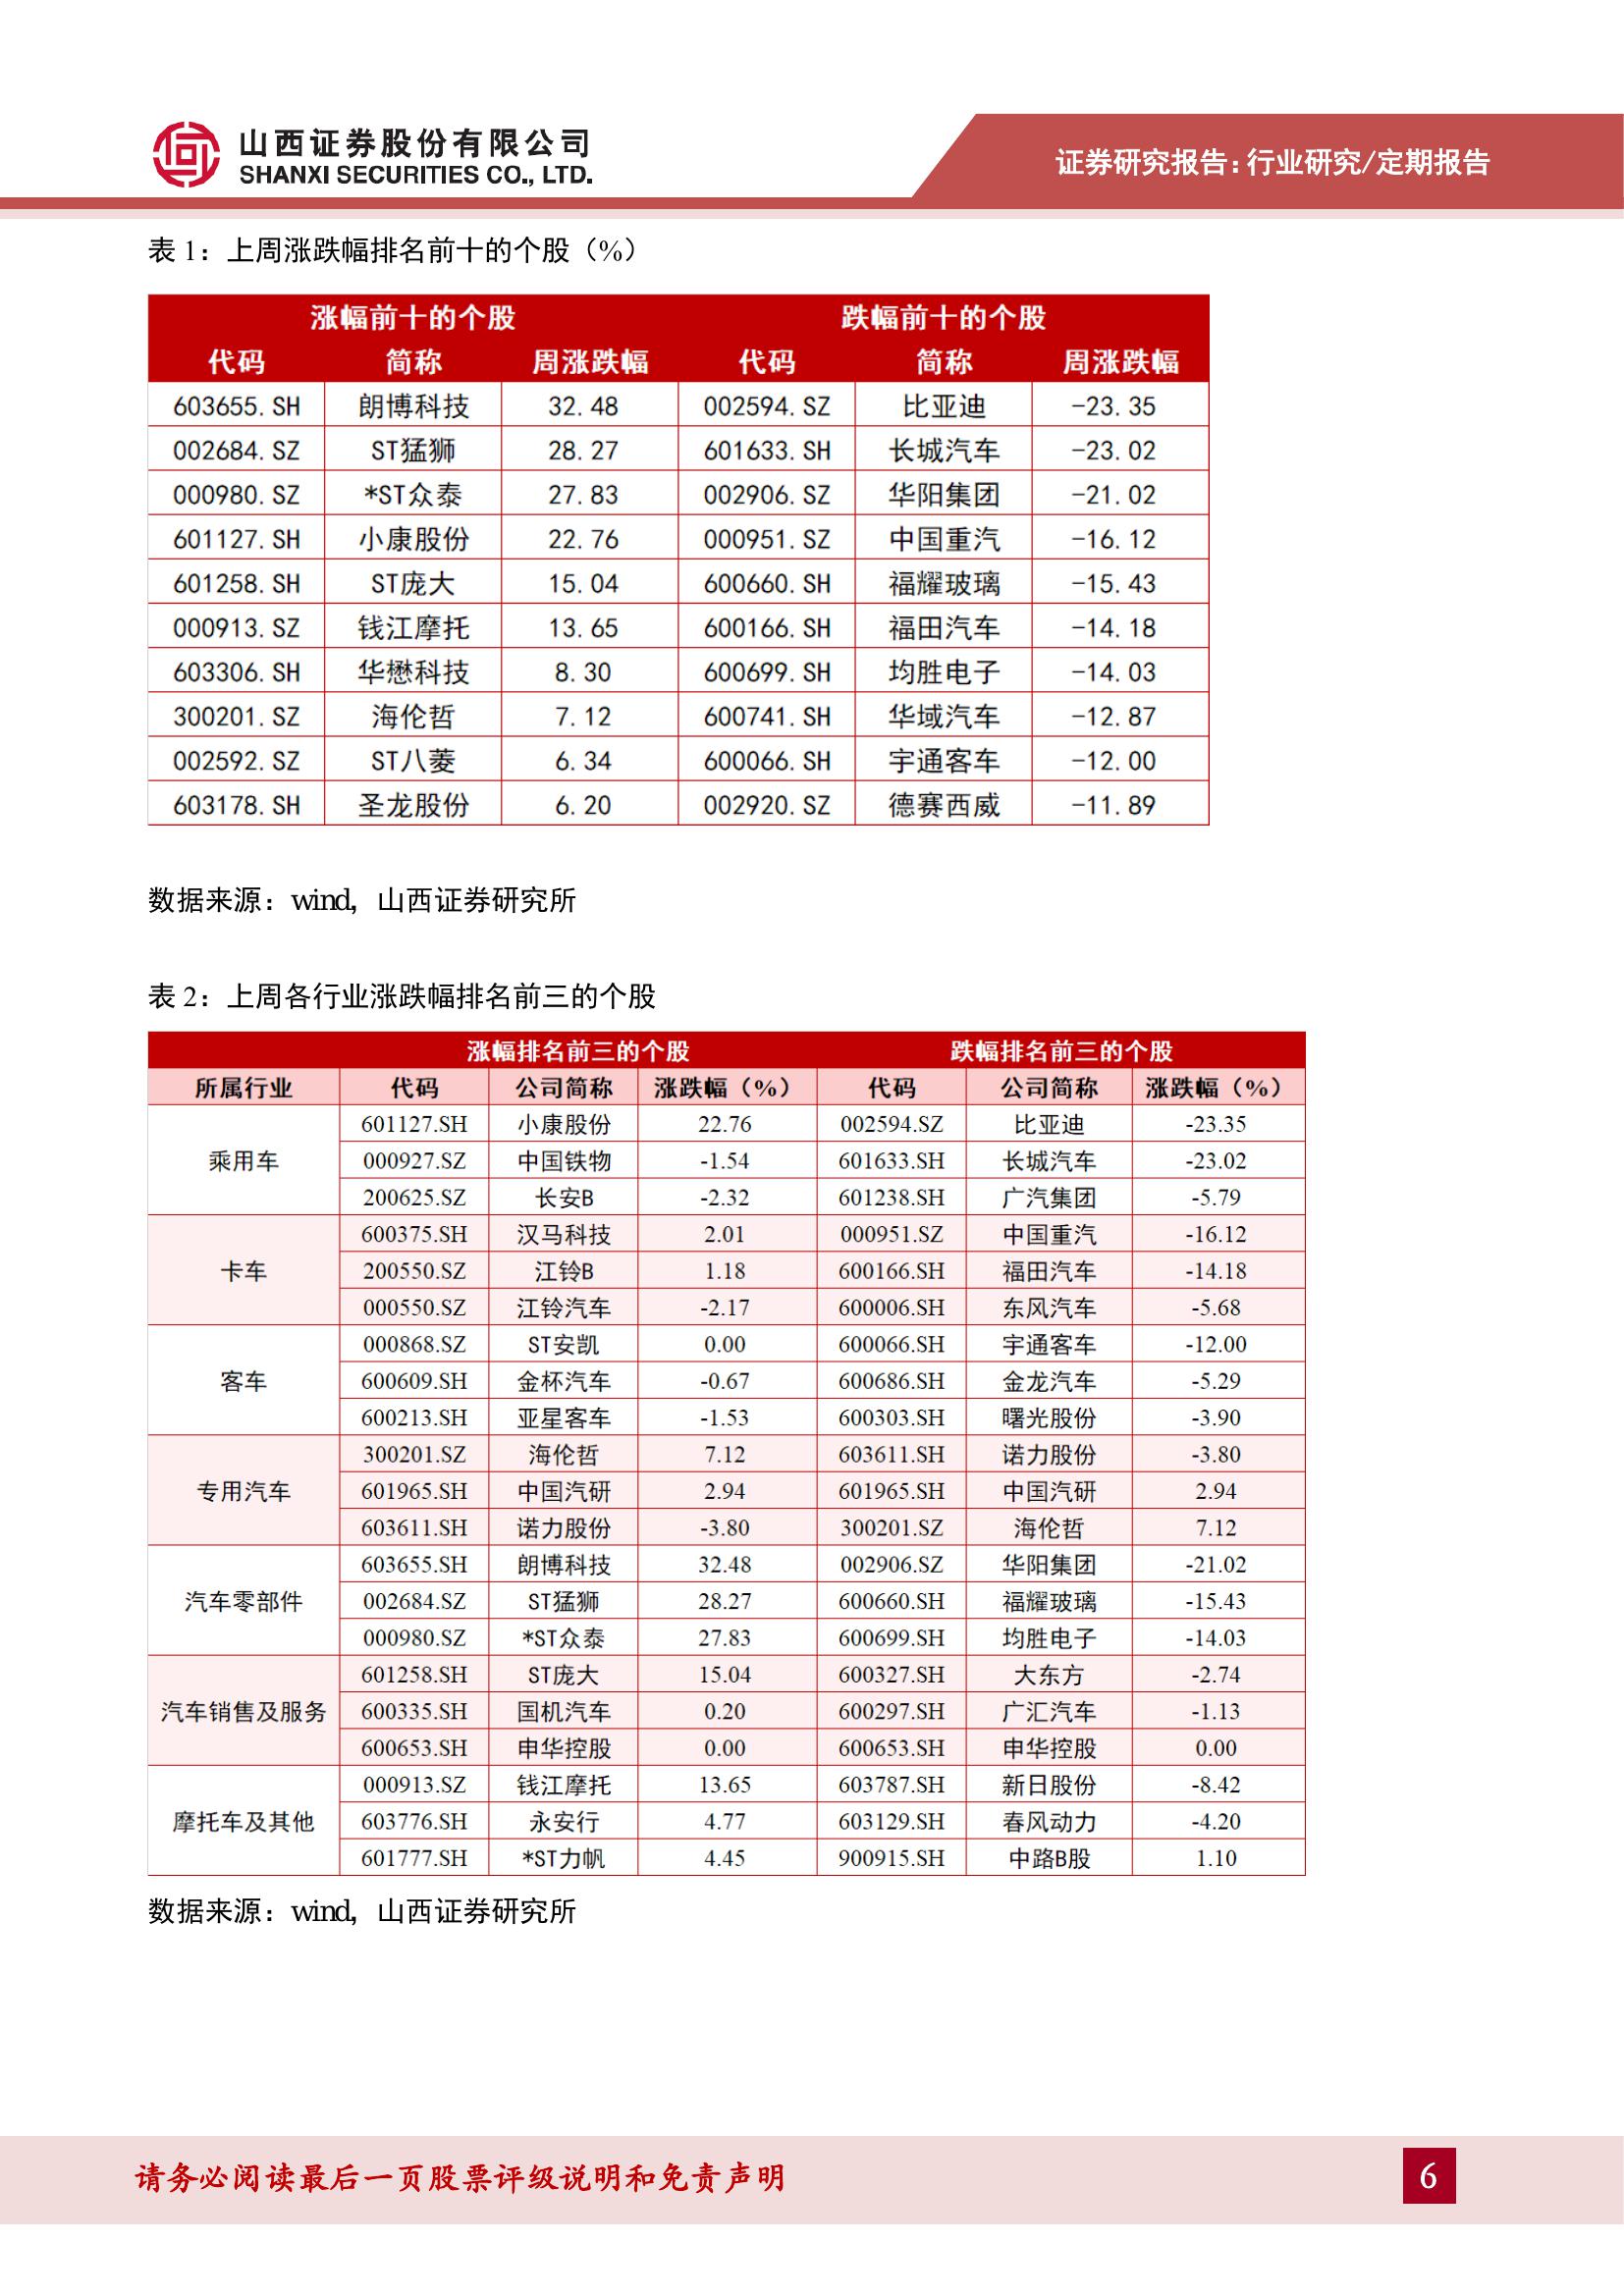 山西证券股份有限公司
SHANXI SECURITIES CO., LTD.
证券研究报告:行业研究/定期报告
表 1：上周涨跌幅排名前十的个股（%）
涨幅前十的个股 跌幅前十的个股
代码 简称 周涨跌幅 代码 简称 周涨跌幅
603655.SH 朗博科技 32.48 002594.SZ 比亚迪 -23.35
002684.SZ ST猛狮 28.27 601633.SH 长城汽车 -23.02
000980.SZ *ST众泰 27.83 002906.SZ 华阳集团 -21.02
601127.SH 小康股份 22.76 000951.SZ 中国重汽 -16.12
601258.SH ST庞大 15.04 600660.SH 福耀玻璃 -15.43
000913.SZ 钱江摩托 13.65 600166.SH 福田汽车 -14.18
603306.SH 华懋科技 8.30 600699.SH 均胜电子 -14.03
300201.SZ 海伦哲 7.12 600741.SH 华域汽车 -12.87
002592.SZ ST八菱 6.34 600066.SH 宇通客车 -12.00
603178.SH 圣龙股份 6.20 002920.SZ 德赛西威 -11.89
数据来源：wind，山西证券研究所
表 2：上周各行业涨跌幅排名前三的个股
涨幅排名前三的个股 跌幅排名前三的个股
所属行业 代码 公司简称 涨跌幅（%） 代码 公司简称 涨跌幅（%）
601127.SH 小康股份 22.76 002594.SZ 比亚迪 -23.35
乘用车 000927.SZ 中国铁物 -1.54 601633.SH 长城汽车 -23.02
200625.SZ 长安B -2.32 601238.SH 广汽集团 -5.79
600375.SH 汉马科技 2.01 000951.SZ 中国重汽 -16.12
卡车 200550.SZ 江铃B 1.18 600166.SH 福田汽车 -14.18
000550.SZ 江铃汽车 -2.17 600006.SH 东风汽车 -5.68
000868.SZ ST安凯 0.00 600066.SH 宇通客车 -12.00
客车 600609.SH 金杯汽车 -0.67 600686.SH 金龙汽车 -5.29
600213.SH 亚星客车 -1.53 600303.SH 曙光股份 -3.90
300201.SZ 海伦哲 7.12 603611.SH 诺力股份 -3.80
专用汽车 601965.SH 中国汽研 2.94 601965.SH 中国汽研 2.94
603611.SH 诺力股份 -3.80 300201.SZ 海伦哲 7.12
603655.SH 朗博科技 32.48 002906.SZ 华阳集团 -21.02
汽车零部件 002684.SZ ST猛狮 28.27 600660.SH 福耀玻璃 -15.43
000980.SZ *ST众泰 27.83 600699.SH 均胜电子 -14.03
601258.SH ST庞大 15.04 600327.SH 大东方 -2.74
汽车销售及服务 600335.SH 国机汽车 0.20 600297.SH 广汇汽车 -1.13
600653.SH 申华控股 0.00 600653.SH 申华控股 0.00
000913.SZ 钱江摩托 13.65 603787.SH 新日股份 -8.42
摩托车及其他 603776.SH 永安行 4.77 603129.SH 春风动力 -4.20
601777.SH *ST力帆 4.45 900915.SH 中路B股 1.10
数据来源：wind，山西证券研究所
请务必阅读最后一页股票评级说明和免责声明
6